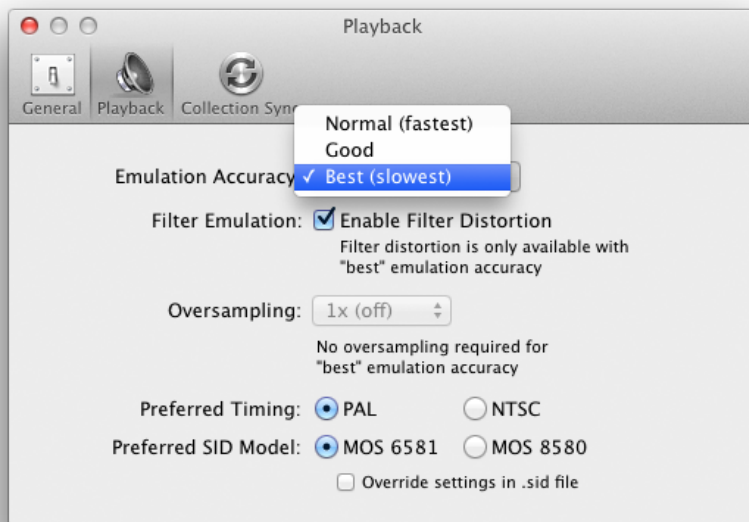 Playback
General Playback Collection Sync
Normal (fastest)
Good
Emulation Accuracy ✓ Best (slowest)
Filter Emulation: Enable Filter Distortion
Filter distortion is only available with
"best" emulation accuracy
Oversampling: 1x (off)
No oversampling required for
"best" emulation accuracy
Preferred Timing: PAL NTSC
Preferred SID Model: MOS 6581 MOS 8580
Override settings in .sid file